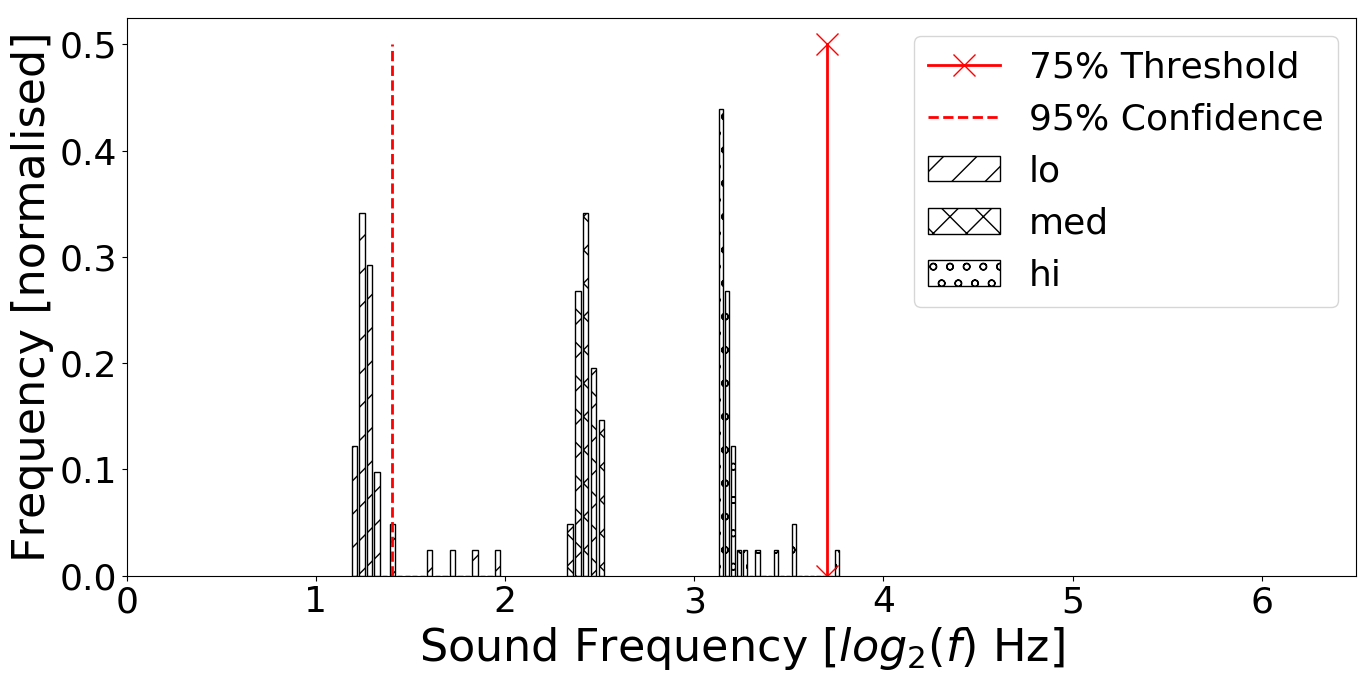 Frequency [normalised]
0.5
0.4
0.3
0.2
0.1
0.0
0 1 2 3 4 5 6
Sound Frequency [log₂(f) Hz]
75% Threshold
95% Confidence
lo
med
hi